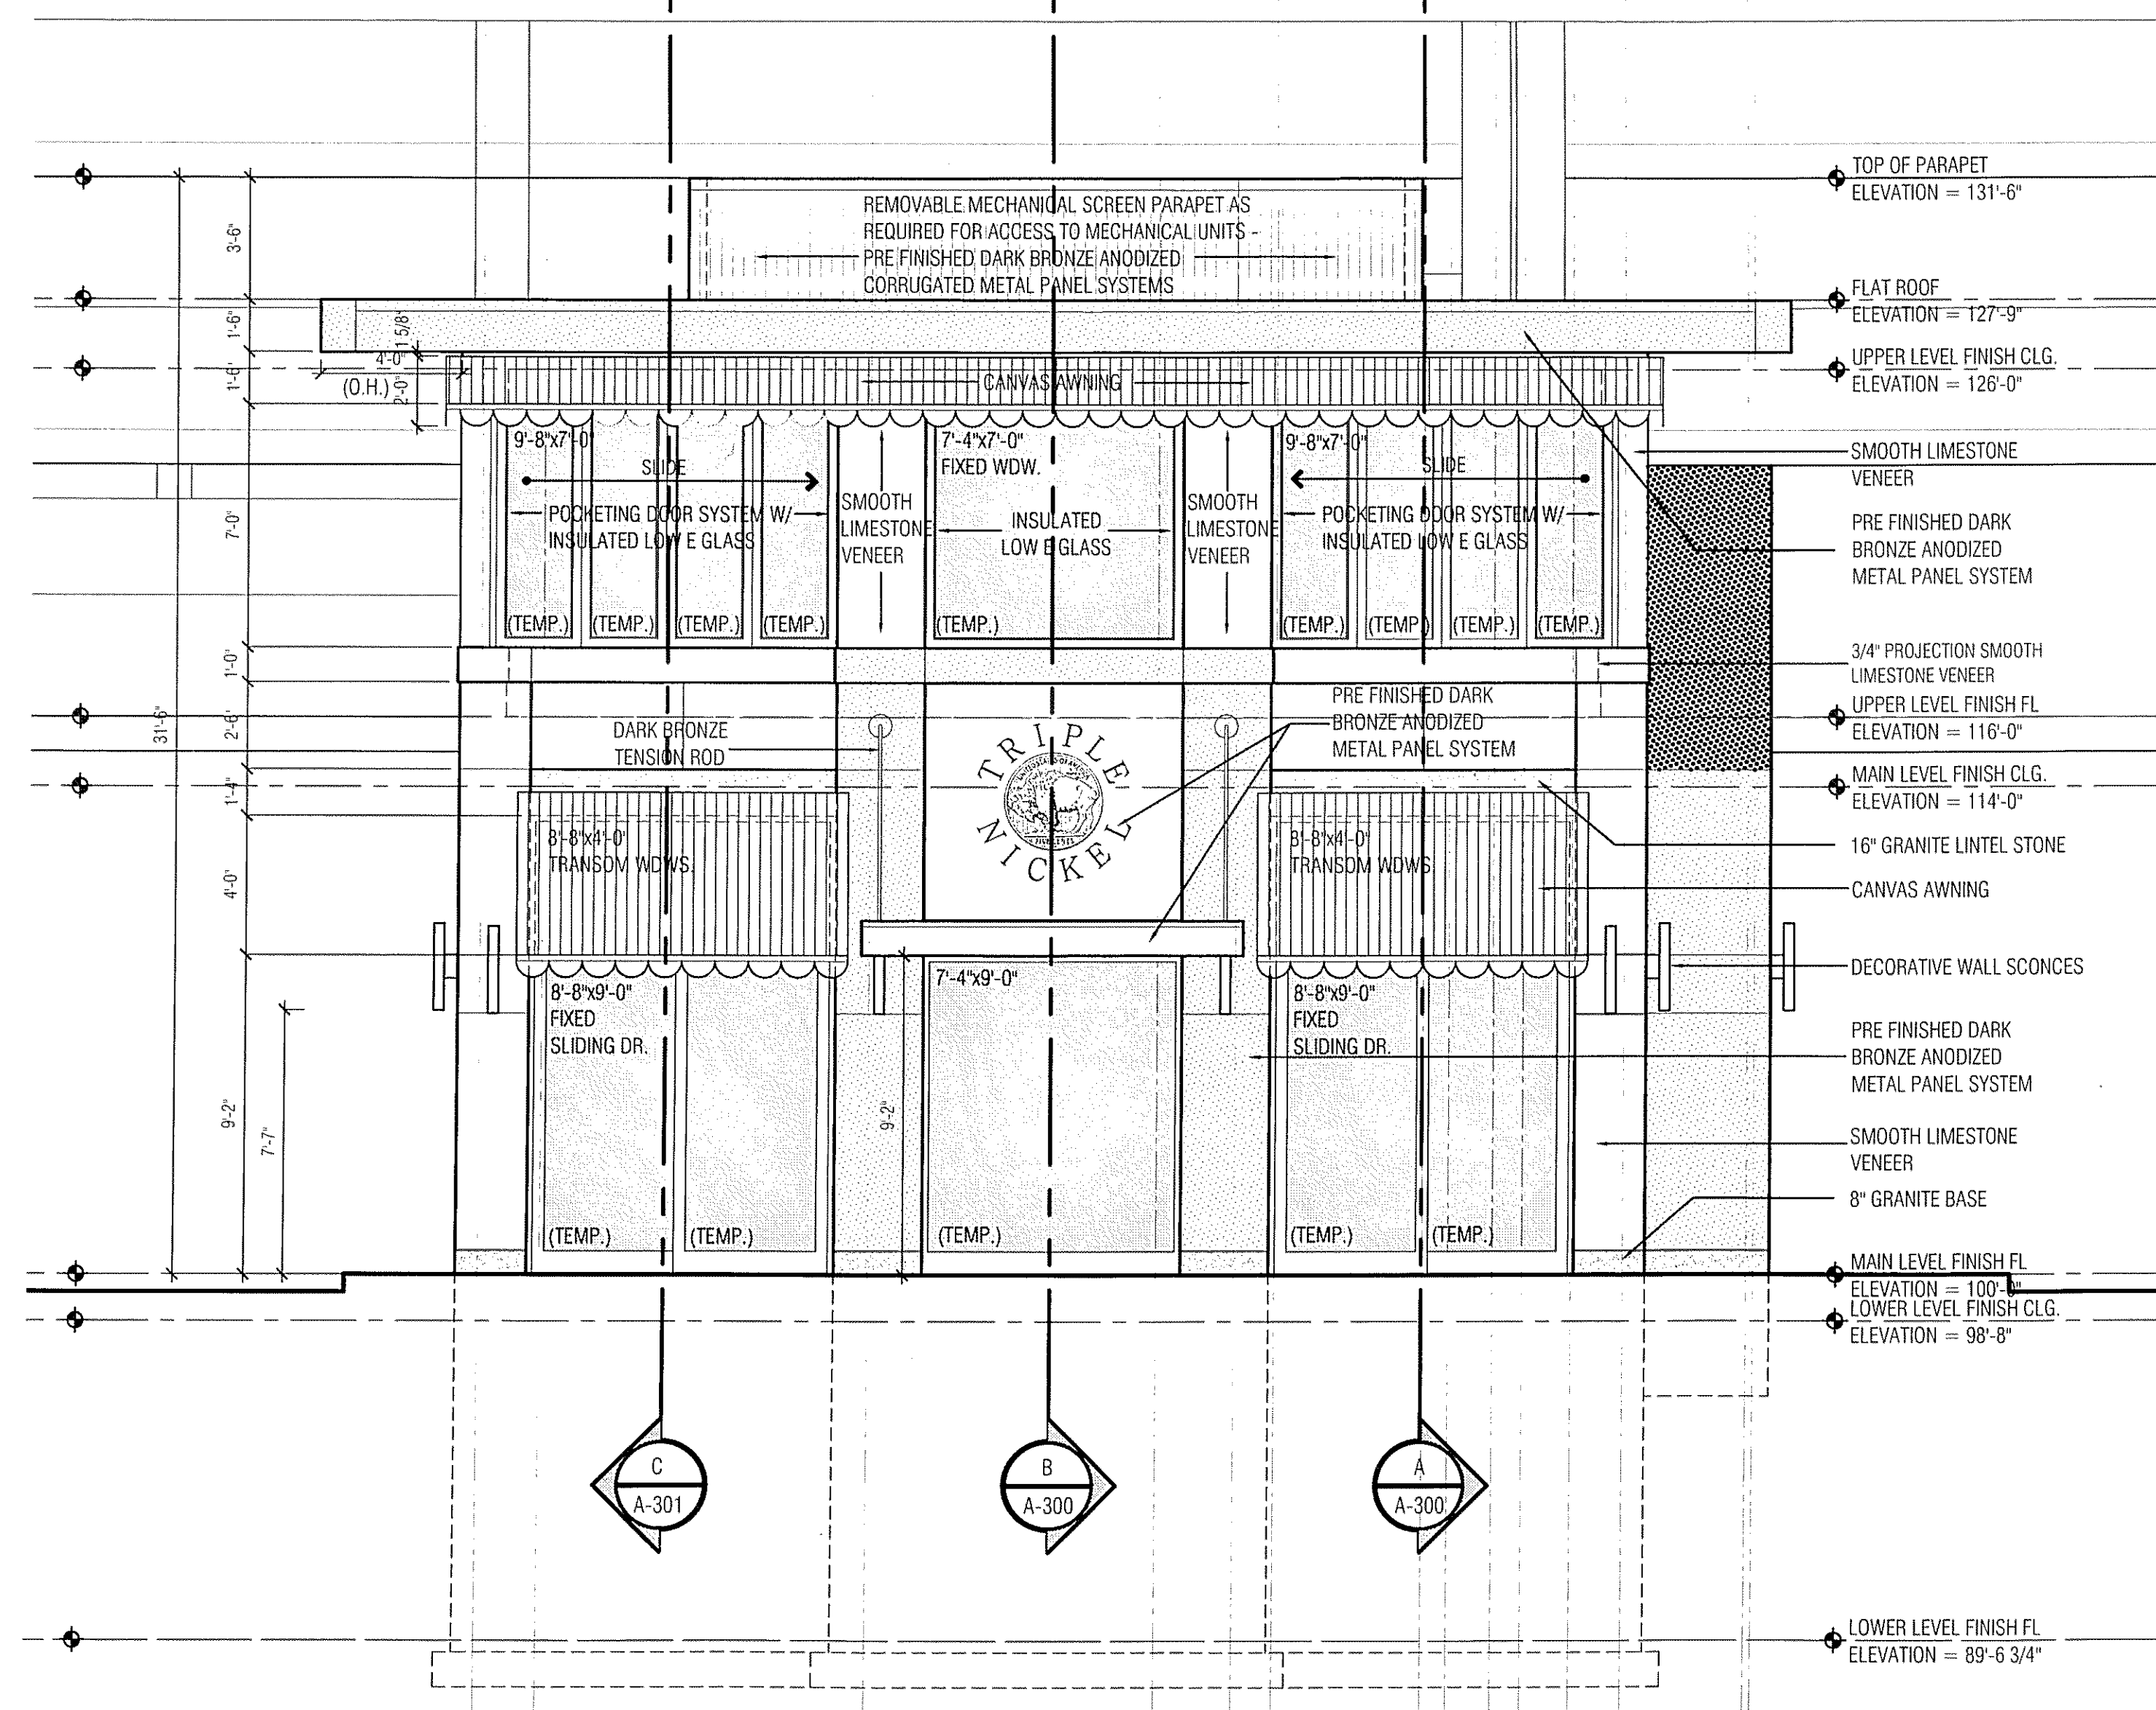 TOP OF PARAPET
ELEVATION = 131'-6"
REMOVABLE MECHANICAL SCREEN PARAPET AS
REQUIRED FOR ACCESS TO MECHANICAL UNITS -
PRE FINISHED DARK BRONZE ANODIZED
CORRUGATED METAL PANEL SYSTEMS
3'-6"
FLAT ROOF
ELEVATION = 127'-9"
1'-6"
1 5/8"
UPPER LEVEL FINISH CLG.
ELEVATION = 126'-0"
4'-0"
(O.H.)
1'-6"
2'-0"
CANVAS AWNING
9'-8"x7'-0"
SLIDE
POCKETING DOOR SYSTEM W/
INSULATED LOW E GLASS
(TEMP.)
(TEMP.)
(TEMP.)
(TEMP.)
SMOOTH
LIMESTONE
VENEER
7'-4"x7'-0"
FIXED WDW.
INSULATED
LOW E GLASS
(TEMP.)
SMOOTH
LIMESTONE
VENEER
9'-8"x7'-0"
SLIDE
POCKETING DOOR SYSTEM W/
INSULATED LOW E GLASS
(TEMP.)
(TEMP.)
(TEMP.)
(TEMP.)
SMOOTH LIMESTONE
VENEER
PRE FINISHED DARK
BRONZE ANODIZED
METAL PANEL SYSTEM
7'-0"
1'-0"
3/4" PROJECTION SMOOTH
LIMESTONE VENEER
UPPER LEVEL FINISH FL
ELEVATION = 116'-0"
31'-6"
2'-6"
DARK BRONZE
TENSION ROD
TRIPLE
NICKEL
PRE FINISHED DARK
BRONZE ANODIZED
METAL PANEL SYSTEM
MAIN LEVEL FINISH CLG.
ELEVATION = 114'-0"
1'-4"
8'-8"x4'-0"
TRANSOM WDWS.
8'-8"x4'-0"
TRANSOM WDWS.
16" GRANITE LINTEL STONE
CANVAS AWNING
4'-0"
DECORATIVE WALL SCONCES
8'-8"x9'-0"
FIXED
SLIDING DR.
(TEMP.)
(TEMP.)
7'-4"x9'-0"
(TEMP.)
8'-8"x9'-0"
FIXED
SLIDING DR.
(TEMP.)
(TEMP.)
PRE FINISHED DARK
BRONZE ANODIZED
METAL PANEL SYSTEM
9'-2"
7'-7"
9'-2"
SMOOTH LIMESTONE
VENEER
8" GRANITE BASE
MAIN LEVEL FINISH FL
ELEVATION = 100'-0"
LOWER LEVEL FINISH CLG.
ELEVATION = 98'-8"
C
A-301
B
A-300
A
A-300
LOWER LEVEL FINISH FL
ELEVATION = 89'-6 3/4"